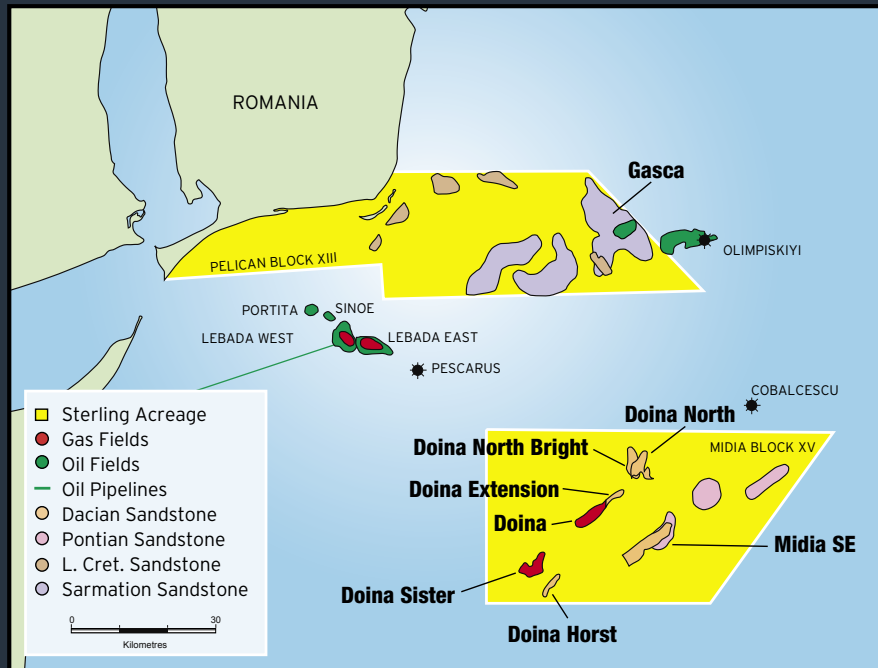 ROMANIA
Gasca
OLIMPISKIYI
PELICAN BLOCK XIII
PORTITA
SINOE
LEBADA WEST
LEBADA EAST
PESCARUS
COBALCESCU
Doina North
Doina North Bright
MIDIA BLOCK XV
Doina Extension
Doina
Midia SE
Doina Sister
Doina Horst
Sterling Acreage
Gas Fields
Oil Fields
Oil Pipelines
Dacian Sandstone
Pontian Sandstone
L. Cret. Sandstone
Sarmation Sandstone
0 30
Kilometres